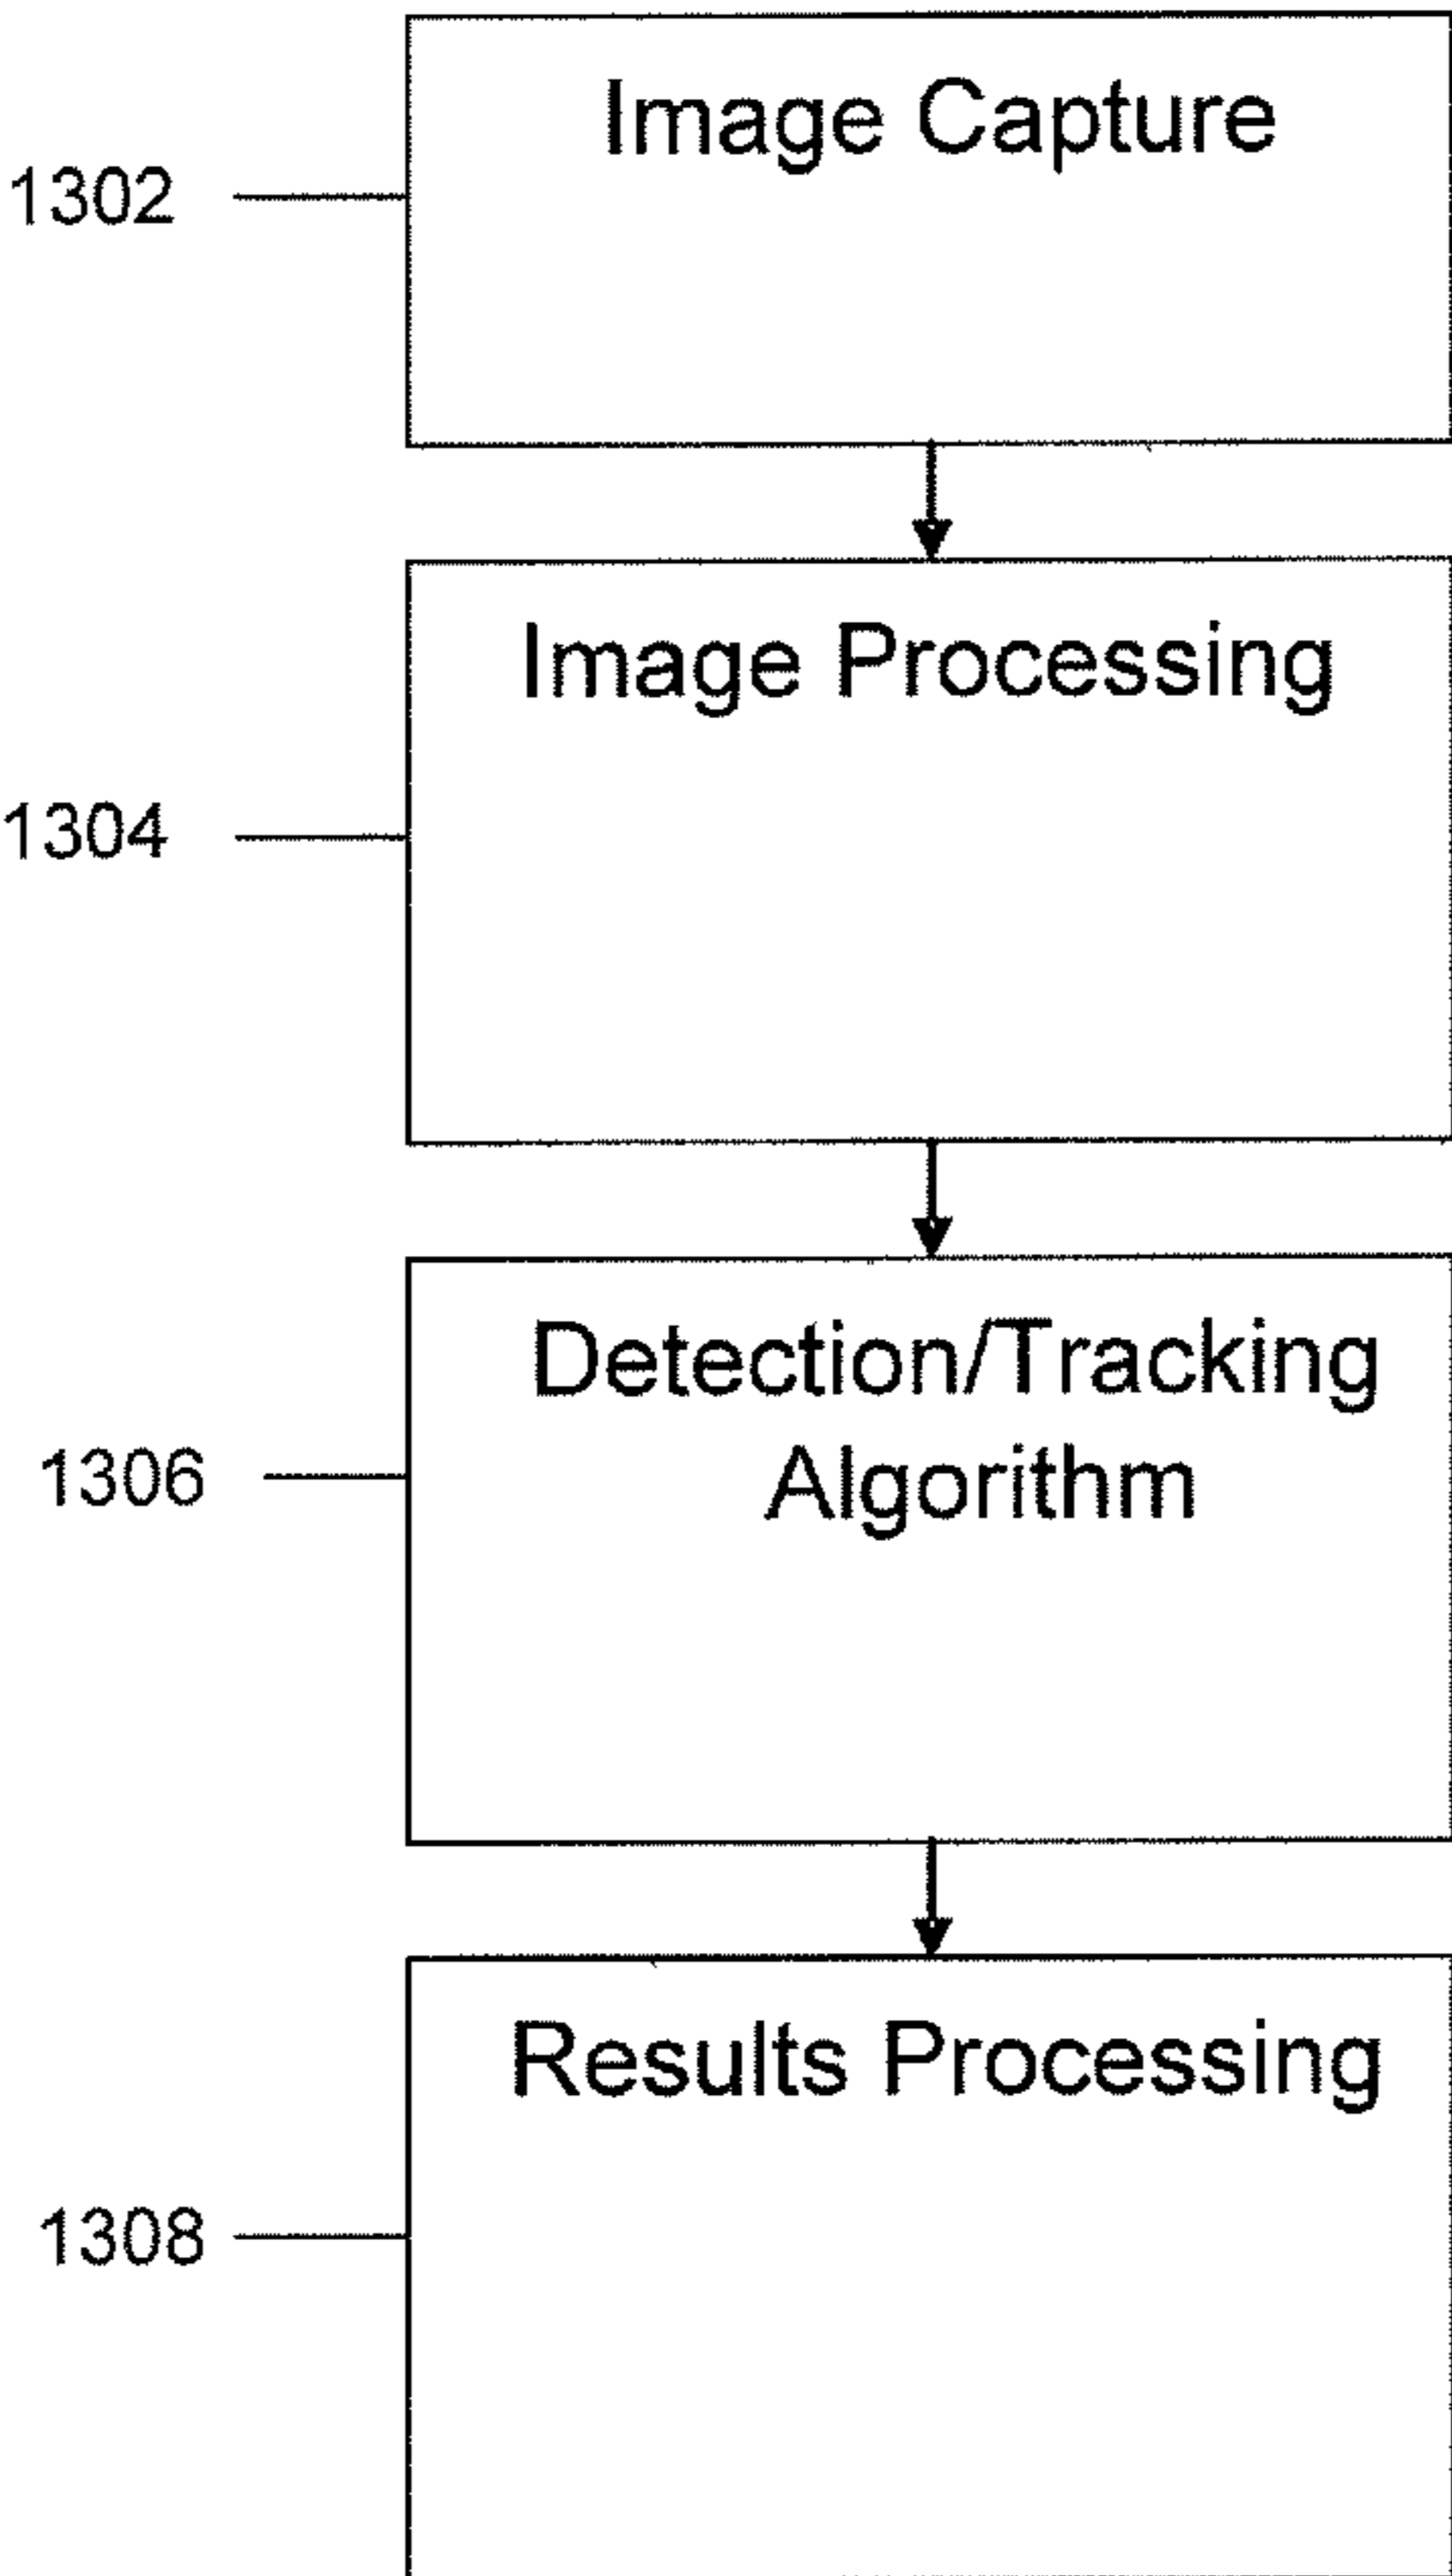 Image Capture
1302
Image Processing
1304
Detection/Tracking
Algorithm
1306
Results Processing
1308